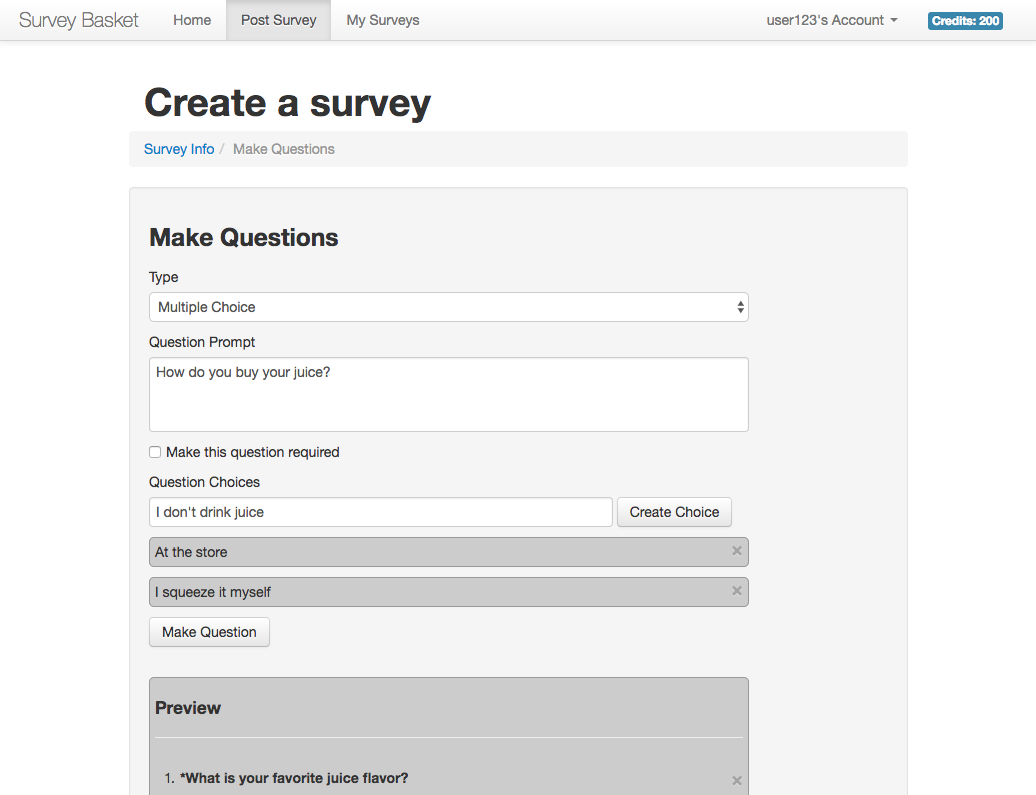 Survey Basket Home Post Survey My Surveys user123's Account Credits: 200
Create a survey
Survey Info / Make Questions
Make Questions
Type
Multiple Choice
Question Prompt
How do you buy your juice?
Make this question required
Question Choices
I don't drink juice Create Choice
At the store ×
I squeeze it myself ×
Make Question
Preview
1. *What is your favorite juice flavor? ×